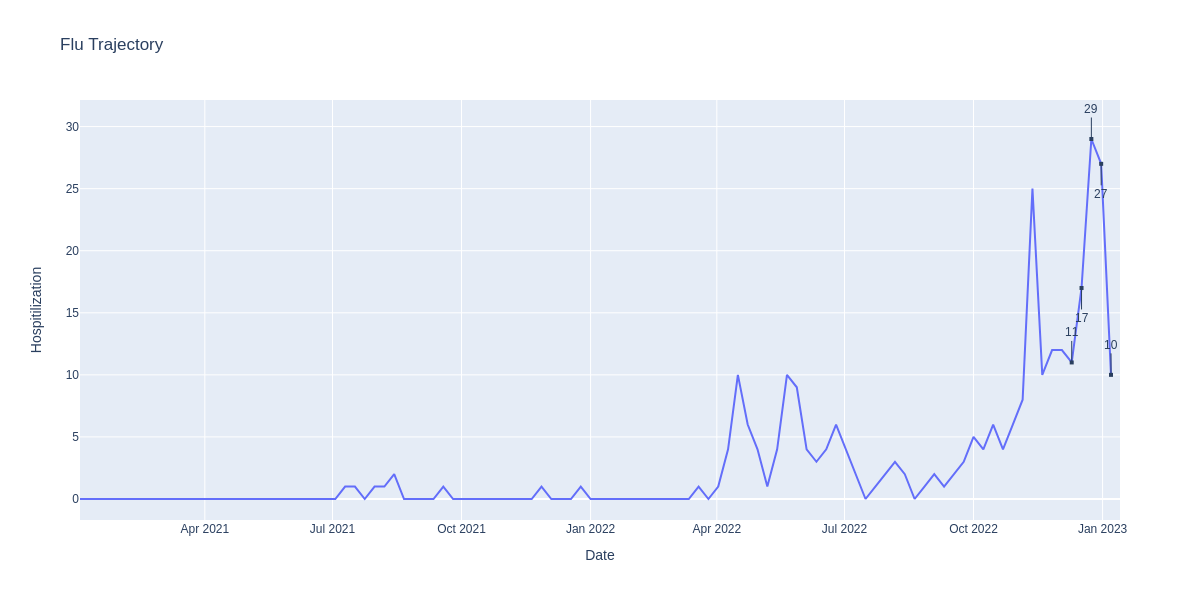 Flu Trajectory
29
30
25
27
20
15
17
11
10
10
5
0
Hospitilization
Apr 2021
Jul 2021
Oct 2021
Jan 2022
Apr 2022
Jul 2022
Oct 2022
Jan 2023
Date